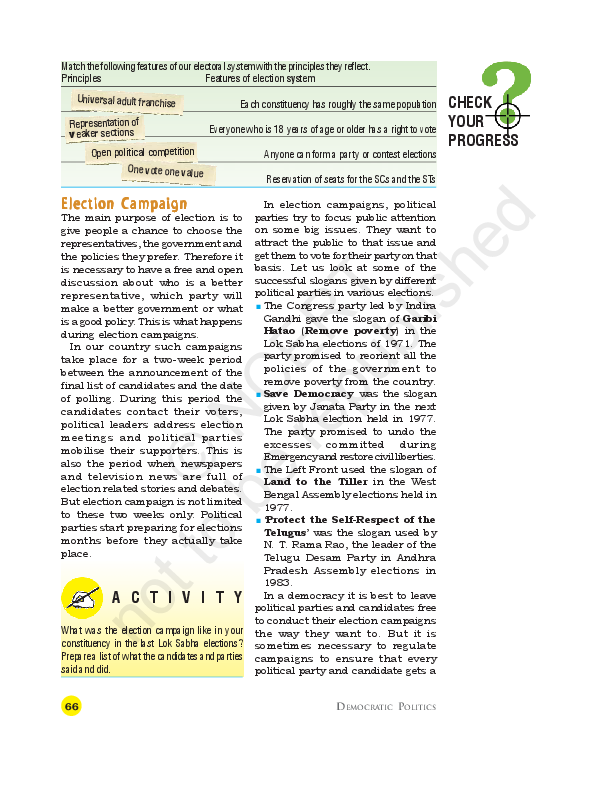 Match the following features of our electoral system with the principles they reflect.
Principles Features of election system
Universal adult franchise
Each constituency has roughly the same population
Representation of
weaker sections
Everyone who is 18 years of age or older has a right to vote
Open political competition
Anyone can form a party or contest elections
One vote one value
Reservation of seats for the SCs and the STs
CHECK
YOUR
PROGRESS
?
Election Campaign
The main purpose of election is to
give people a chance to choose the
representatives, the government and
the policies they prefer. Therefore it
is necessary to have a free and open
discussion about who is a better
representative, which party will
make a better government or what
is a good policy. This is what happens
during election campaigns.
In our country such campaigns
take place for a two-week period
between the announcement of the
final list of candidates and the date
of polling. During this period the
candidates contact their voters,
political leaders address election
meetings and political parties
mobilise their supporters. This is
also the period when newspapers
and television news are full of
election related stories and debates.
But election campaign is not limited
to these two weeks only. Political
parties start preparing for elections
months before they actually take
place.
ACTIVITY
What was the election campaign like in your
constituency in the last Lok Sabha elections?
Prepare a list of what the candidates and parties
said and did.
In election campaigns, political
parties try to focus public attention
on some big issues. They want to
attract the public to that issue and
get them to vote for their party on that
basis. Let us look at some of the
successful slogans given by different
political parties in various elections.
The Congress party led by Indira
Gandhi gave the slogan of Garibi
Hatao (Remove poverty) in the
Lok Sabha elections of 1971. The
party promised to reorient all the
policies of the government to
remove poverty from the country.
Save Democracy was the slogan
given by Janata Party in the next
Lok Sabha election held in 1977.
The party promised to undo the
excesses committed during
Emergency and restore civil liberties.
The Left Front used the slogan of
Land to the Tiller in the West
Bengal Assembly elections held in
1977.
'Protect the Self-Respect of the
Telugus' was the slogan used by
N. T. Rama Rao, the leader of the
Telugu Desam Party in Andhra
Pradesh Assembly elections in
1983.
In a democracy it is best to leave
political parties and candidates free
to conduct their election campaigns
the way they want to. But it is
sometimes necessary to regulate
campaigns to ensure that every
political party and candidate gets a
66
DEMOCRATIC POLITICS